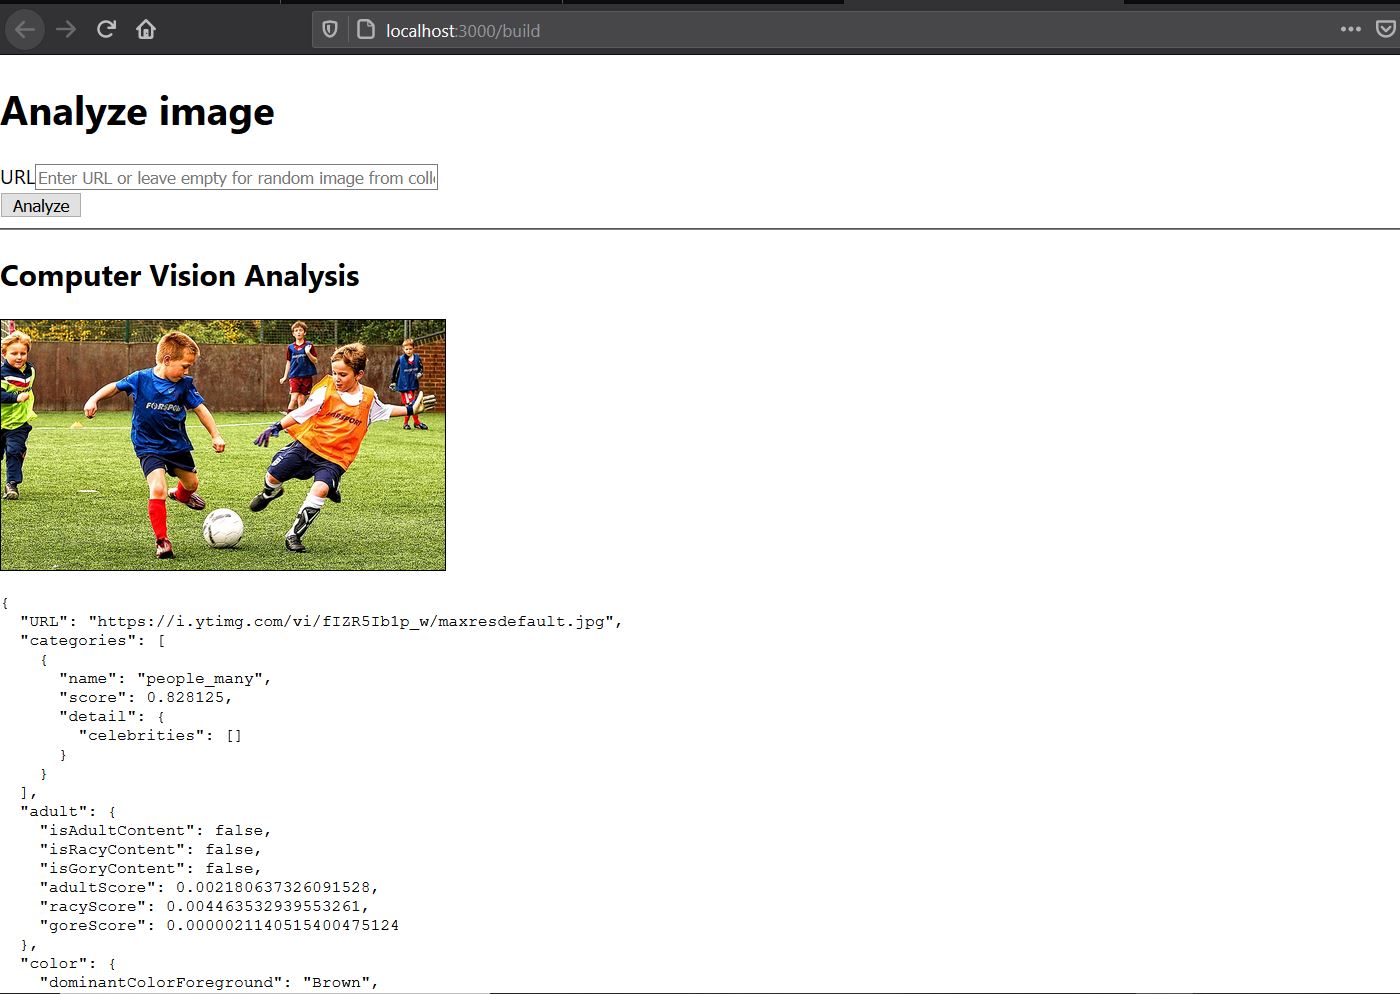 localhost:3000/build
Analyze image
URL Enter URL or leave empty for random image from coll
Analyze
Computer Vision Analysis
{
"URL": "https://i.ytimg.com/vi/fIZR5Ib1p_w/maxresdefault.jpg",
"categories": [
{
"name": "people_many",
"score": 0.828125,
"detail": {
"celebrities": []
}
}
],
"adult": {
"isAdultContent": false,
"isRacyContent": false,
"isGoryContent": false,
"adultScore": 0.002180637326091528,
"racyScore": 0.004463532939553261,
"goreScore": 0.0000021140515400475124
},
"color": {
"dominantColorForeground": "Brown",